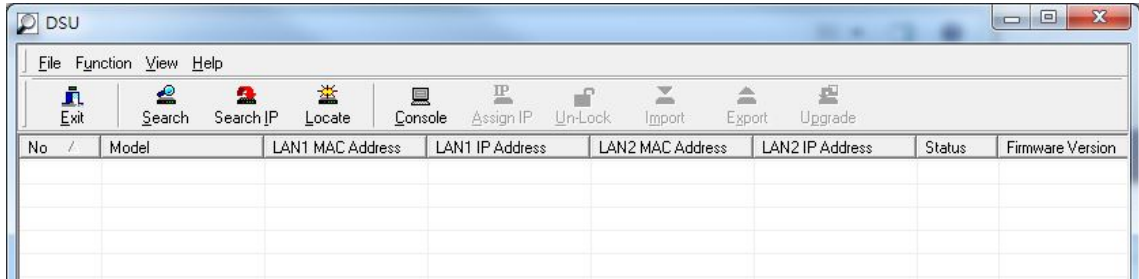 DSU
File Function View Help
Exit Search Search IP Locate Console Assign IP Un-Lock Import Export Upgrade
No / Model LAN1 MAC Address LAN1 IP Address LAN2 MAC Address LAN2 IP Address Status Firmware Version